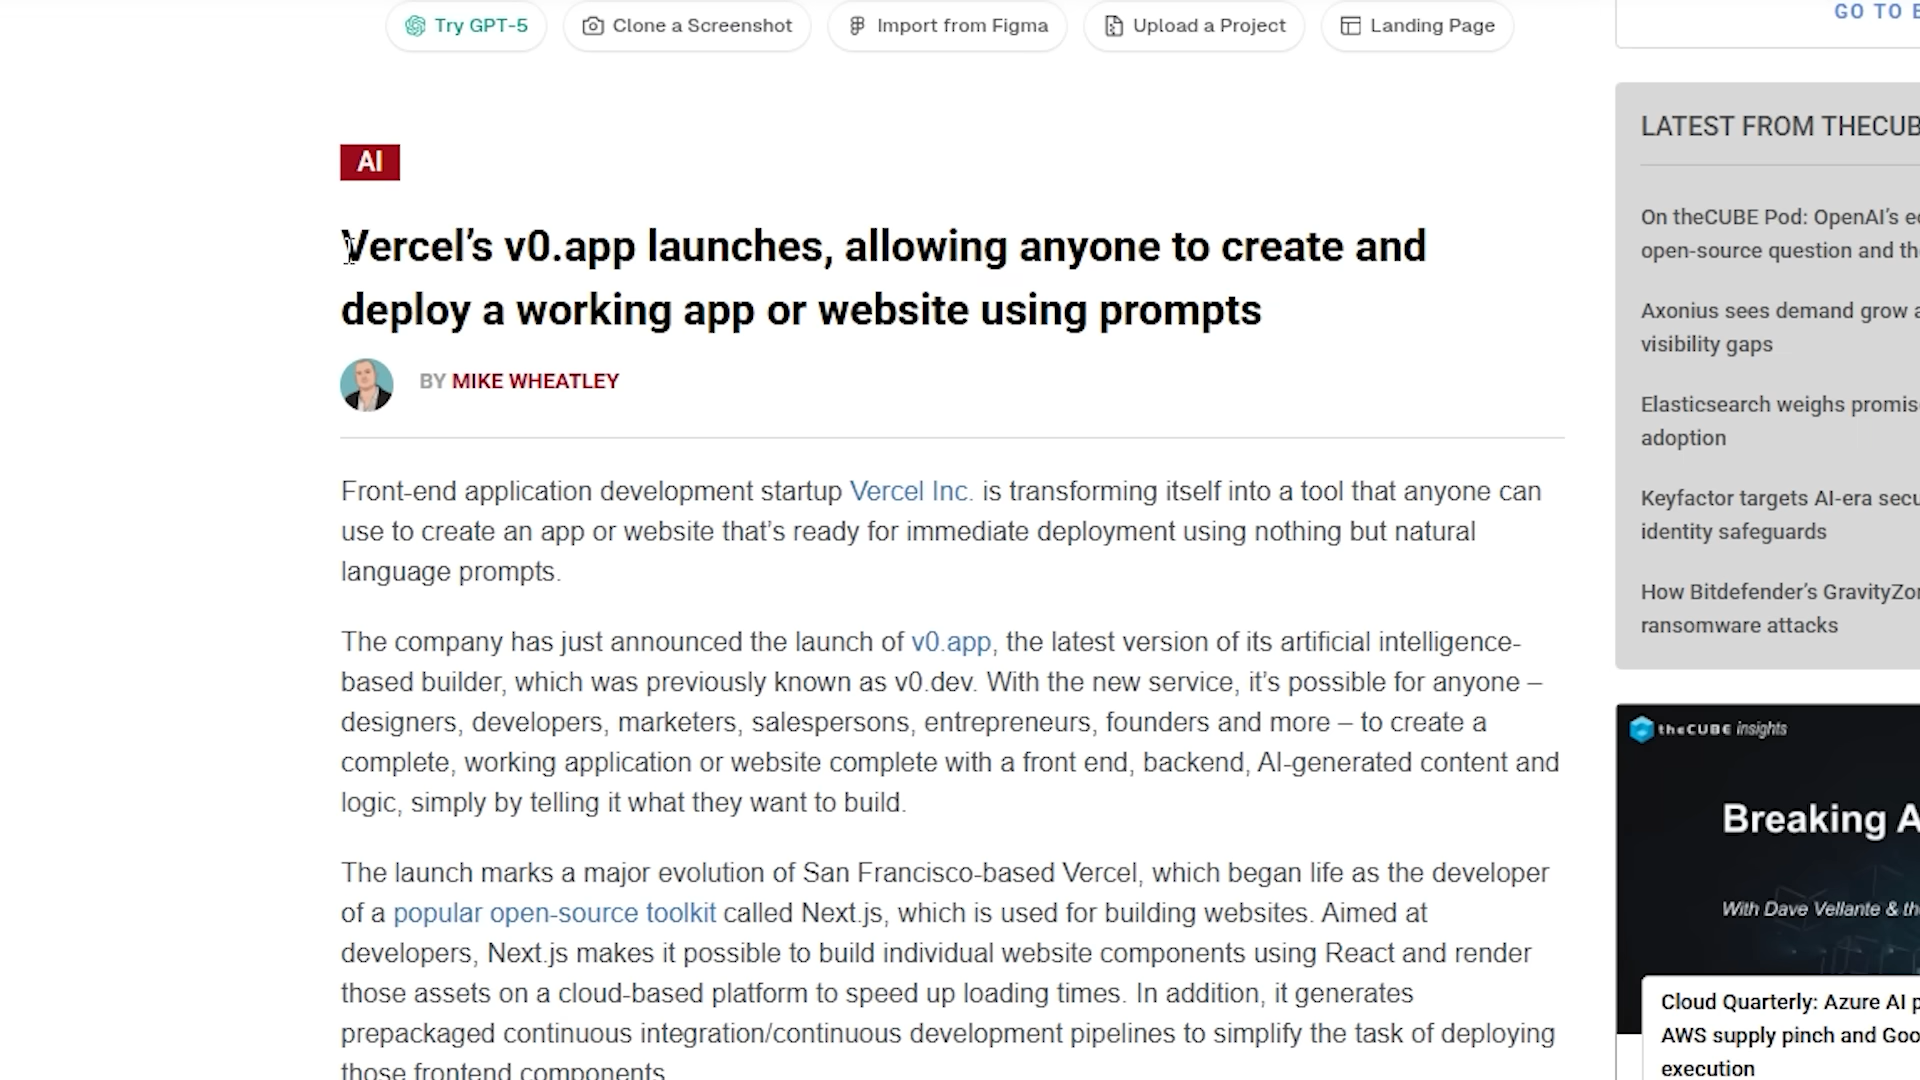 Try GPT-5
Clone a Screenshot
Import from Figma
Upload a Project
Landing Page
GO TO
AI
Vercel’s v0.app launches, allowing anyone to create and
deploy a working app or website using prompts
BY MIKE WHEATLEY
Front-end application development startup Vercel Inc. is transforming itself into a tool that anyone can
use to create an app or website that’s ready for immediate deployment using nothing but natural
language prompts.
The company has just announced the launch of v0.app, the latest version of its artificial intelligence-
based builder, which was previously known as v0.dev. With the new service, it’s possible for anyone –
designers, developers, marketers, salespersons, entrepreneurs, founders and more – to create a
complete, working application or website complete with a front end, backend, AI-generated content and
logic, simply by telling it what they want to build.
The launch marks a major evolution of San Francisco-based Vercel, which began life as the developer
of a popular open-source toolkit called Next.js, which is used for building websites. Aimed at
developers, Next.js makes it possible to build individual website components using React and render
those assets on a cloud-based platform to speed up loading times. In addition, it generates
prepackaged continuous integration/continuous development pipelines to simplify the task of deploying
those frontend components.
LATEST FROM THECUB
On theCUBE Pod: OpenAI’s
open-source question and
Axonius sees demand grow
visibility gaps
Elasticsearch weighs
adoption
Keyfactor targets AI-era
identity safeguards
How Bitdefender’s
ransomware attacks
theCUBE insights
Breaking
With Dave Vellante &
Cloud Quarterly: Azure AI
AWS supply pinch and
execution